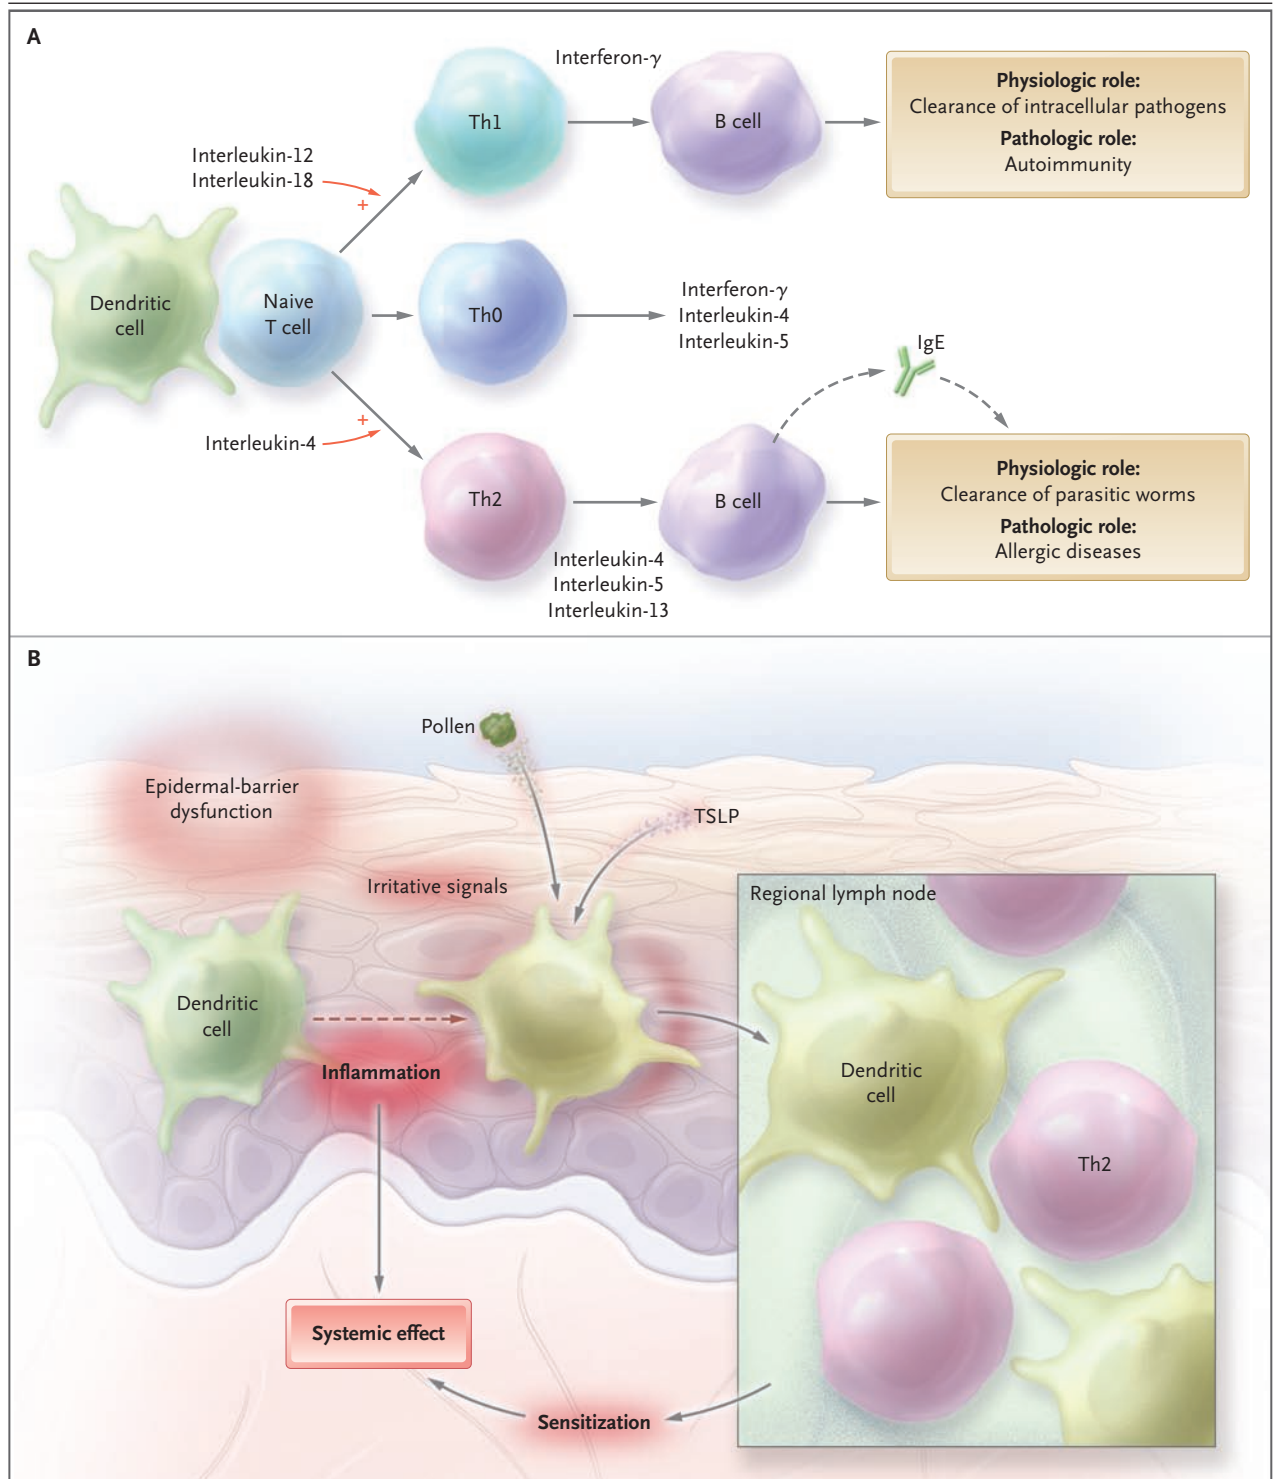 A
Interferon-γ
Th1
B cell
Physiologic role:
Clearance of intracellular pathogens
Pathologic role:
Autoimmunity
Interleukin-12
Interleukin-18
+
Dendritic
cell
Naive
T cell
Th0
Interferon-γ
Interleukin-4
Interleukin-5
IgE
+
Interleukin-4
Th2
B cell
Physiologic role:
Clearance of parasitic worms
Pathologic role:
Allergic diseases
Interleukin-4
Interleukin-5
Interleukin-13
B
Pollen
Epidermal-barrier
dysfunction
TSLP
Irritative signals
Regional lymph node
Dendritic
cell
Inflammation
Dendritic
cell
Th2
Systemic effect
Sensitization